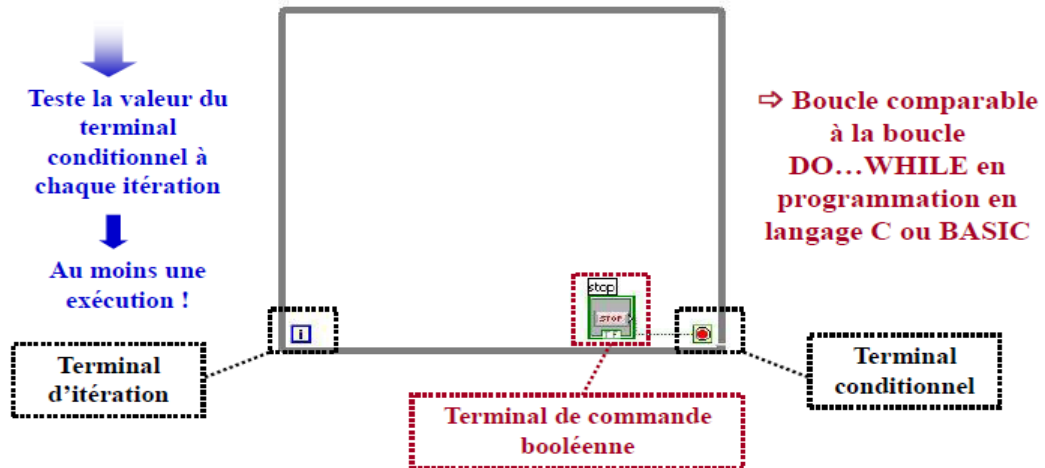 Teste la valeur du
terminal
conditionnel à
chaque itération
Au moins une
exécution !
⇨ Boucle comparable
à la boucle
DO…WHILE en
programmation en
langage C ou BASIC
stop
STOP
TF
i
Terminal
d’itération
Terminal de commande
booléenne
Terminal
conditionnel